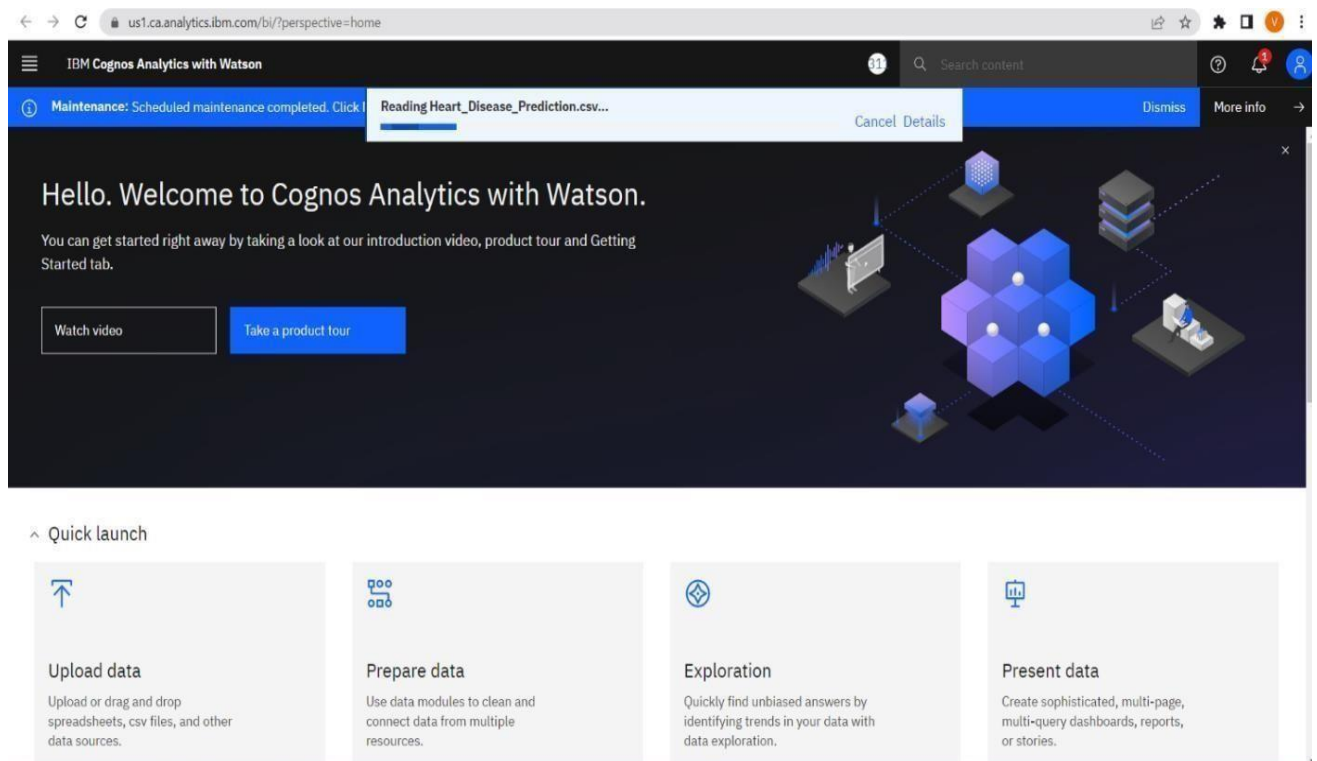 us1.ca.analytics.ibm.com/bi/?perspective=home
V
IBM Cognos Analytics with Watson
Search content
1
Maintenance: Scheduled maintenance completed. Click
Reading Heart_Disease_Prediction.csv...
Cancel Details
Dismiss
More info
Hello. Welcome to Cognos Analytics with Watson.
You can get started right away by taking a look at our introduction video, product tour and Getting
Started tab.
Watch video
Take a product tour
Quick launch
Upload data
Upload or drag and drop
spreadsheets, csv files, and other
data sources.
Prepare data
Use data modules to clean and
connect data from multiple
resources.
Exploration
Quickly find unbiased answers by
identifying trends in your data with
data exploration.
Present data
Create sophisticated, multi-page,
multi-query dashboards, reports,
or stories.